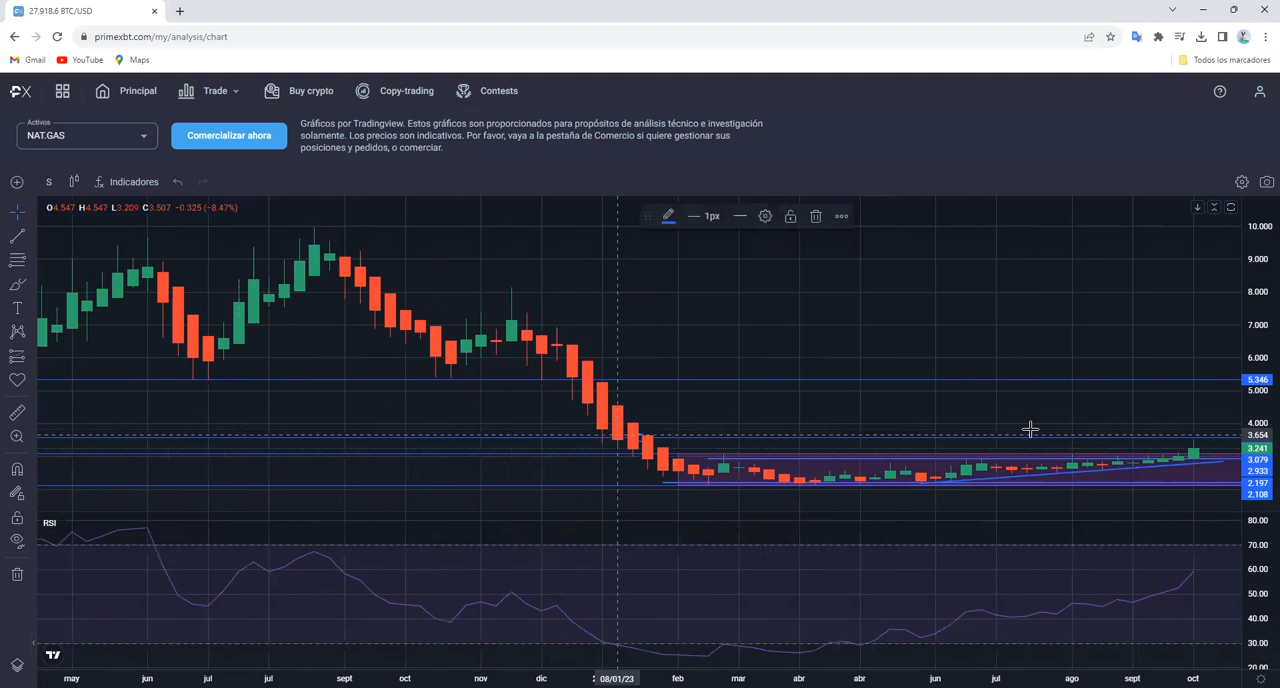 27,918.6 BTC/USD
primexbt.com/my/analysis/chart
Gmail YouTube Maps Todos los marcadores
PX Principal Trade Buy crypto Copy-trading Contests
Activos
NAT.GAS
Comercializar ahora
Gráficos por Tradingview. Estos gráficos son proporcionados para propósitos de análisis técnico e investigación
solamente. Los precios son indicativos. Por favor, vaya a la pestaña de Comercio si quiere gestionar sus
posiciones y pedidos, o comerciar.
S Indicadores
O4.547 H4.547 L3.209 C3.507 −0.325 (−8.47%)
1px
10.000
9.000
8.000
7.000
6.000
5.346
5.000
4.000
3.654
3.241
3.079
2.933
2.197
2.108
RSI
80.00
70.00
60.00
50.00
40.00
30.00
20.00
may jun jul jul sept oct nov dic 08/01/23 feb mar abr abr jun jul ago sept oct